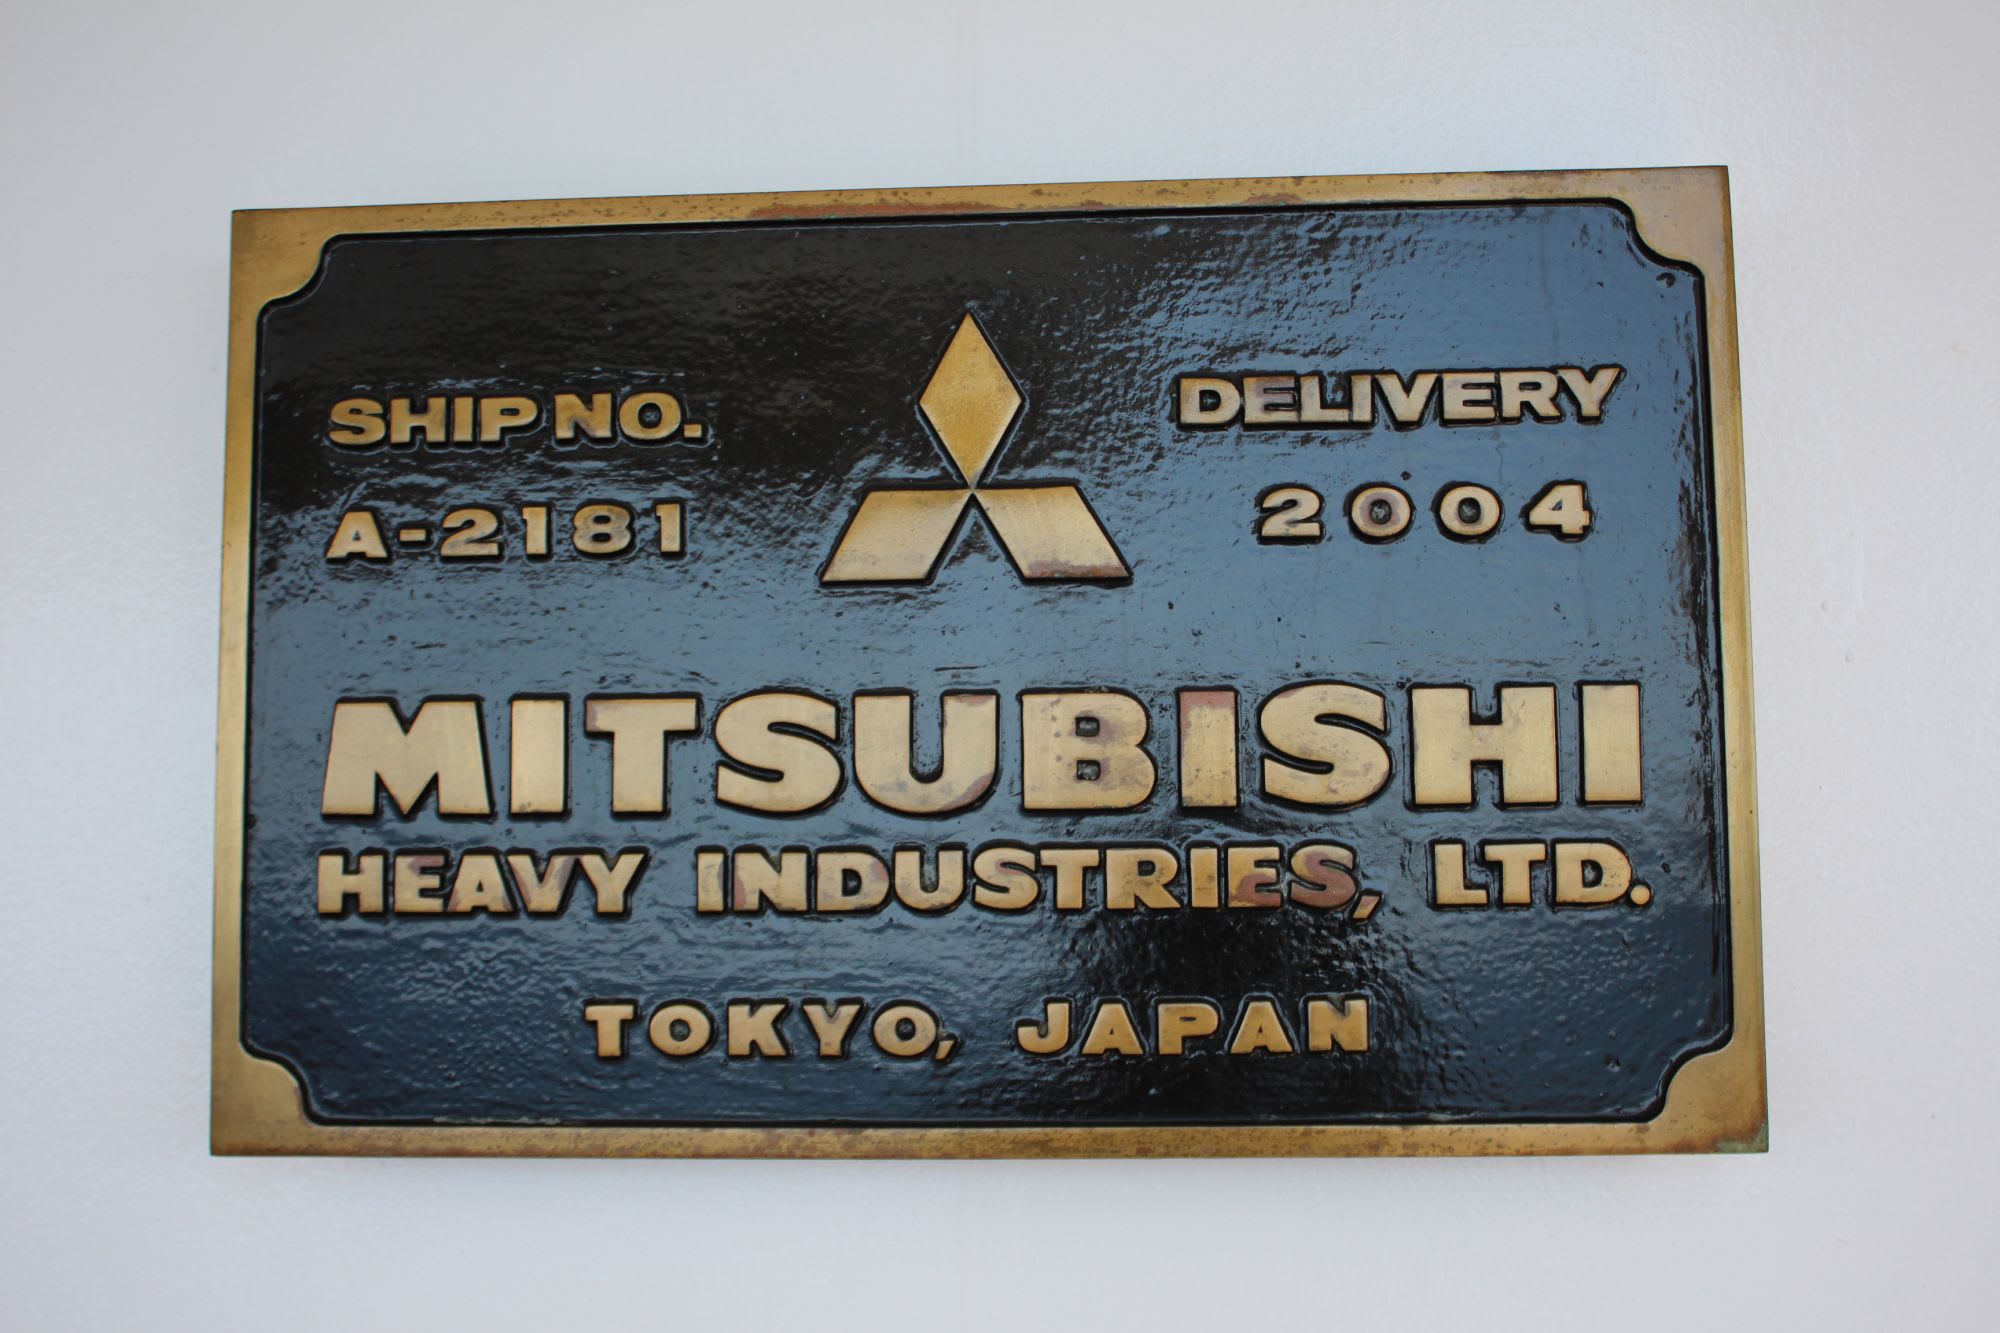 SHIP NO.
A-2181
DELIVERY
2004
MITSUBISHI
HEAVY INDUSTRIES, LTD.
TOKYO, JAPAN